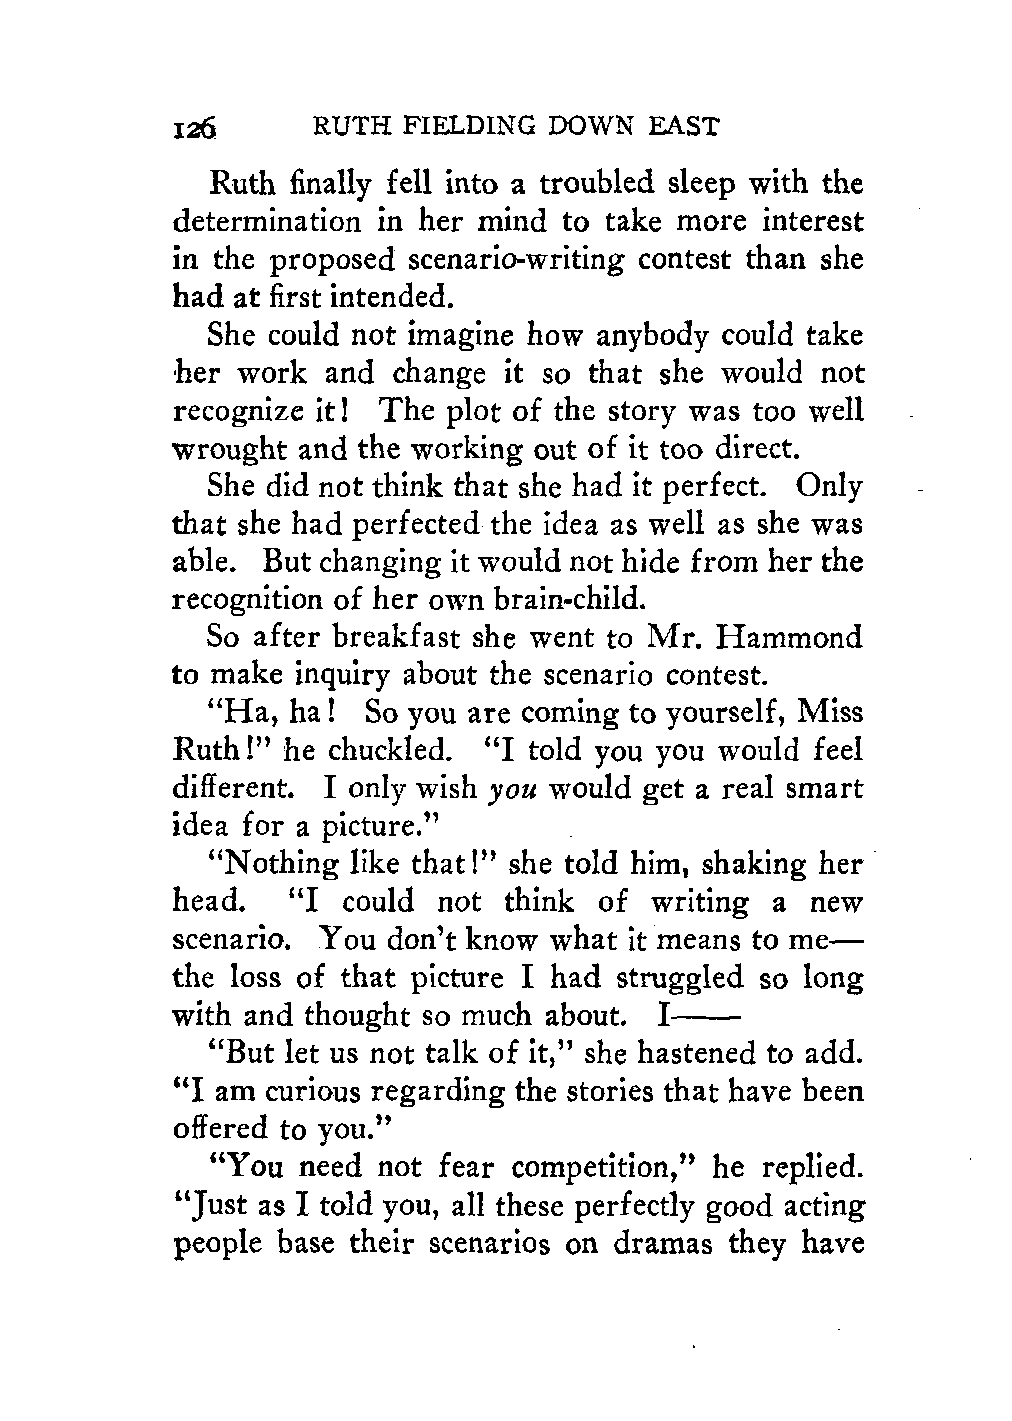 126 RUTH FIELDING DOWN EAST
Ruth finally fell into a troubled sleep with the
determination in her mind to take more interest
in the proposed scenario-writing contest than she
had at first intended.
She could not imagine how anybody could take
her work and change it so that she would not
recognize it! The plot of the story was too well
wrought and the working out of it too direct.
She did not think that she had it perfect. Only
that she had perfected the idea as well as she was
able. But changing it would not hide from her the
recognition of her own brain-child.
So after breakfast she went to Mr. Hammond
to make inquiry about the scenario contest.
“Ha, ha! So you are coming to yourself, Miss
Ruth!” he chuckled. “I told you you would feel
different. I only wish you would get a real smart
idea for a picture.”
“Nothing like that!” she told him, shaking her
head. “I could not think of writing a new
scenario. You don’t know what it means to me—
the loss of that picture I had struggled so long
with and thought so much about. I——
“But let us not talk of it,” she hastened to add.
“I am curious regarding the stories that have been
offered to you.”
“You need not fear competition,” he replied.
“Just as I told you, all these perfectly good acting
people base their scenarios on dramas they have